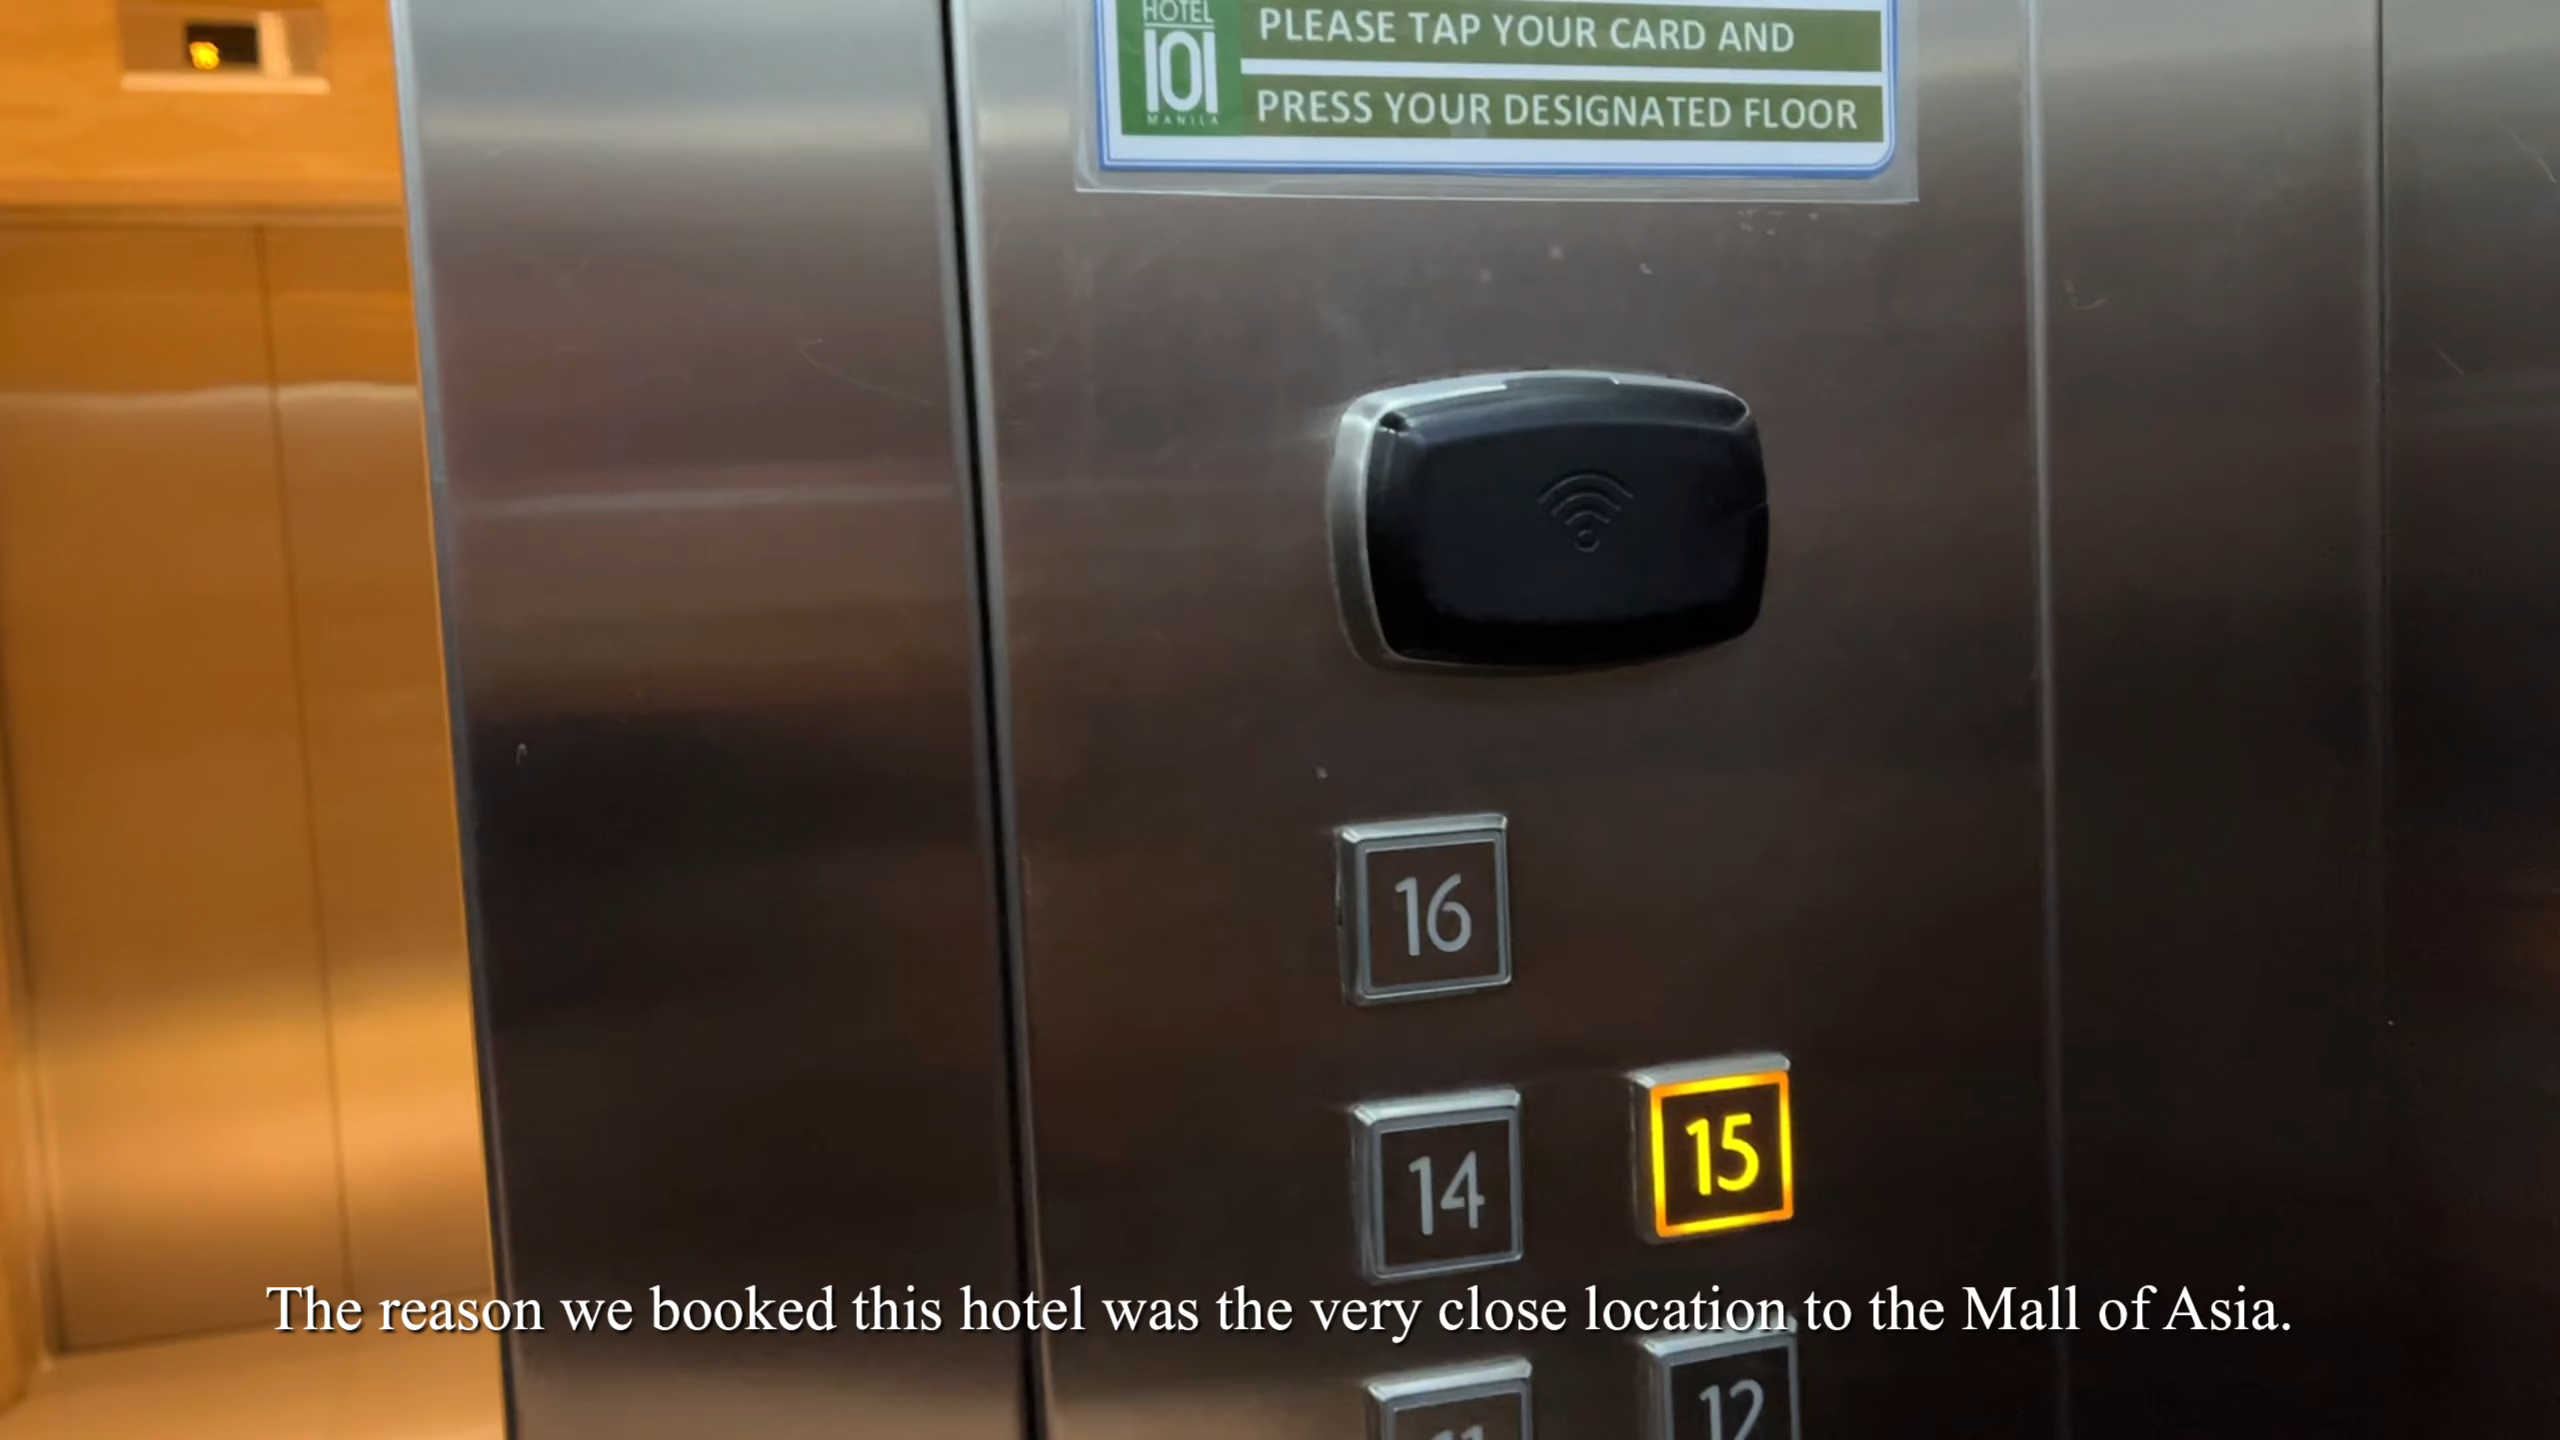 HOTEL
101
MANILA
PLEASE TAP YOUR CARD AND
PRESS YOUR DESIGNATED FLOOR
16
14
15
The reason we booked this hotel was the very close location to the Mall of Asia.
11
12